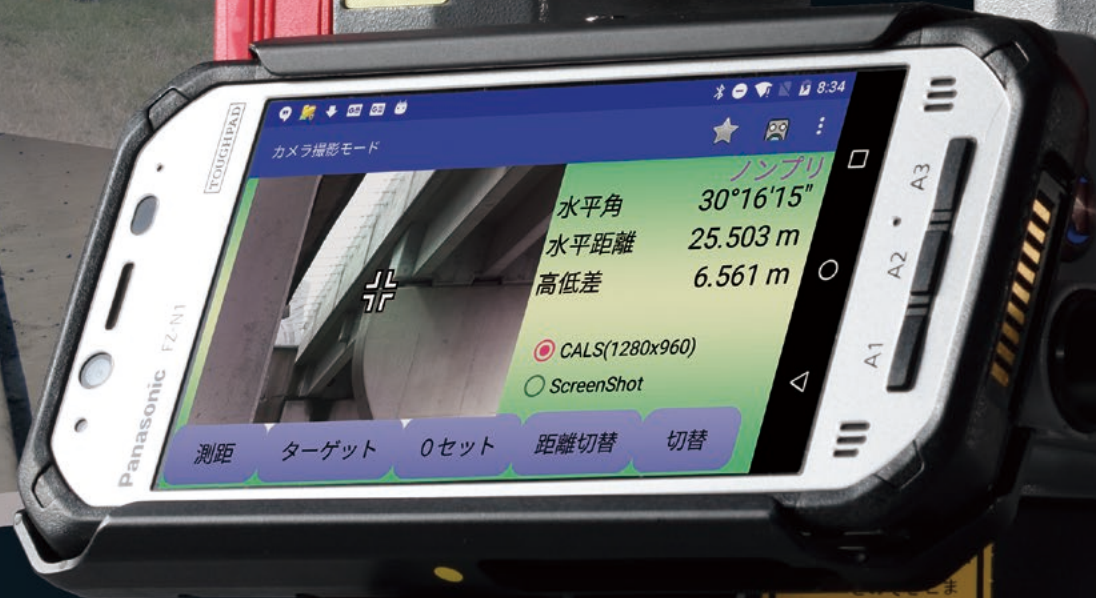 TOUGHPAD
Panasonic FZ-N1
8:34
カメラ撮影モード
ノンプリ
水平角 30°16'15"
水平距離 25.503 m
高低差 6.561 m
CALS(1280x960)
ScreenShot
測距 ターゲット 0セット 距離切替 切替
A3
A2
A1